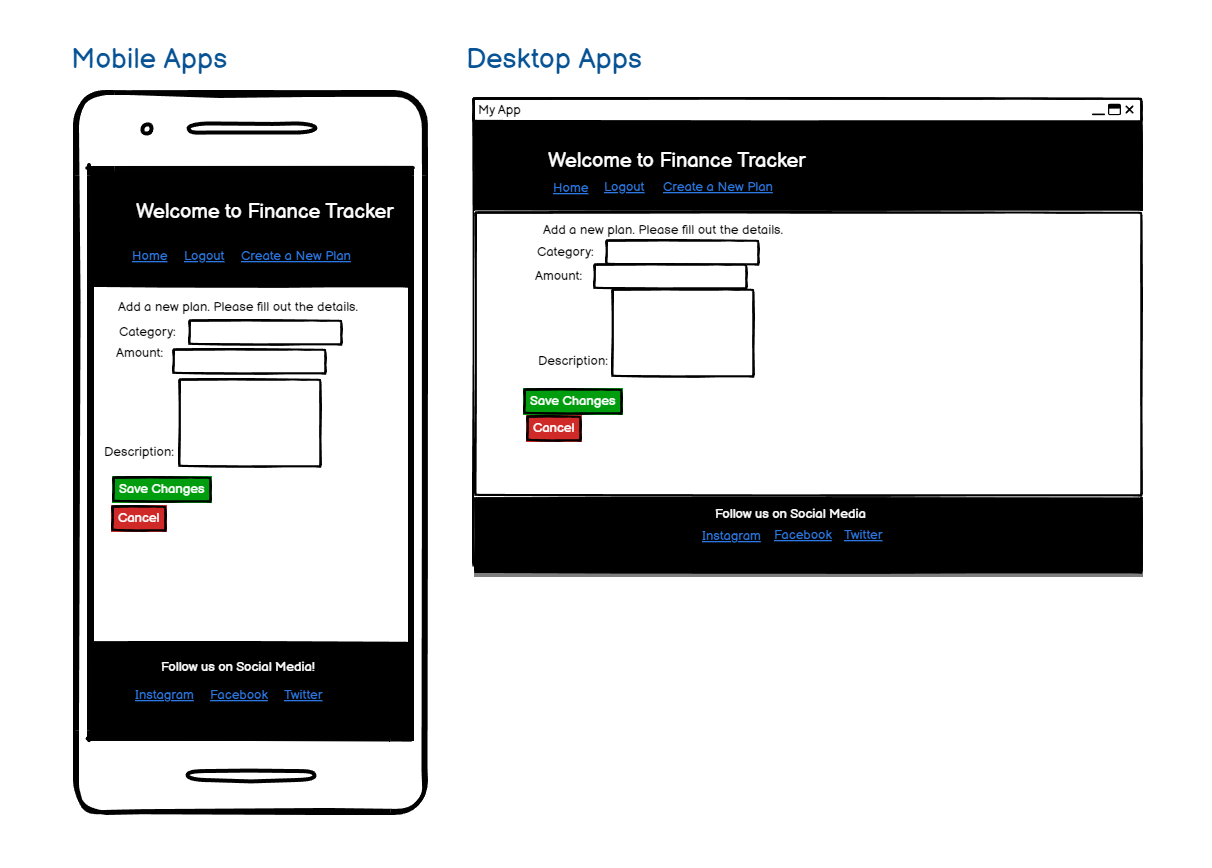 Mobile Apps
Welcome to Finance Tracker
Home Logout Create a New Plan
Add a new plan. Please fill out the details.
Category:
Amount:
Description:
Save Changes
Cancel
Follow us on Social Media!
Instagram Facebook Twitter
Desktop Apps
My App
Welcome to Finance Tracker
Home Logout Create a New Plan
Add a new plan. Please fill out the details.
Category:
Amount:
Description:
Save Changes
Cancel
Follow us on Social Media
Instagram Facebook Twitter